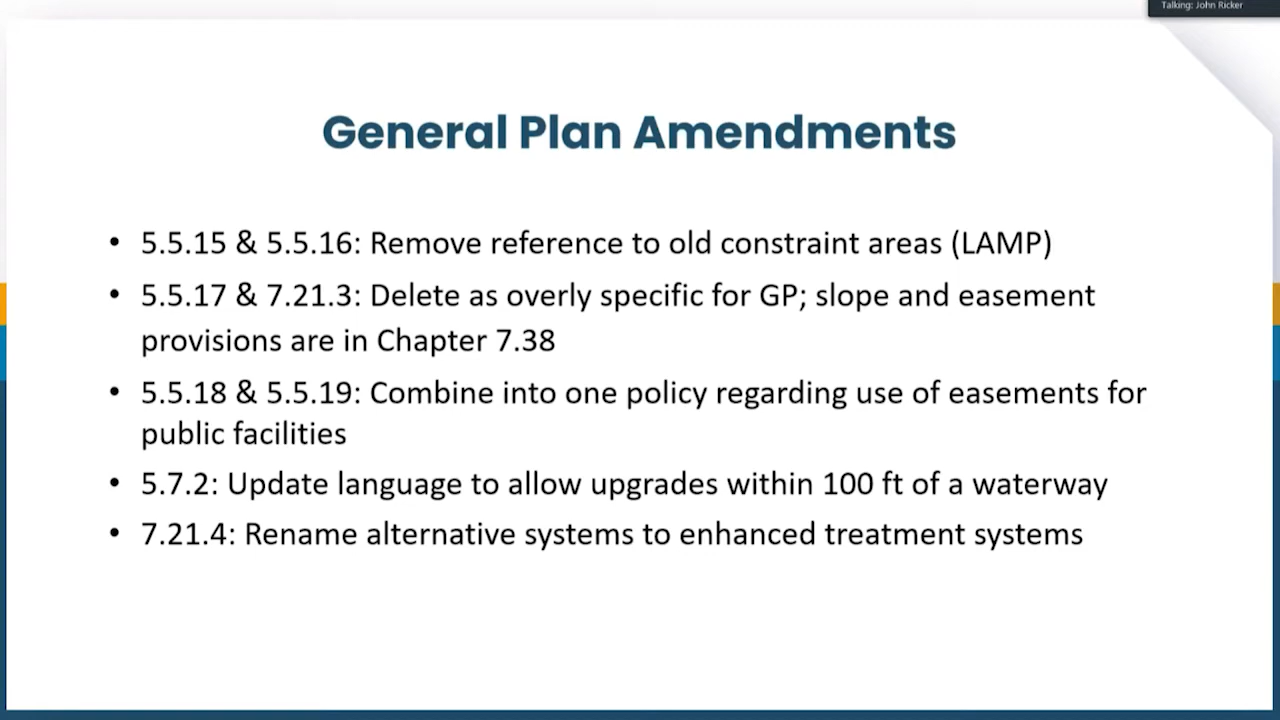 Talking: John Ricker
General Plan Amendments
• 5.5.15 & 5.5.16: Remove reference to old constraint areas (LAMP)
• 5.5.17 & 7.21.3: Delete as overly specific for GP; slope and easement
provisions are in Chapter 7.38
• 5.5.18 & 5.5.19: Combine into one policy regarding use of easements for
public facilities
• 5.7.2: Update language to allow upgrades within 100 ft of a waterway
• 7.21.4: Rename alternative systems to enhanced treatment systems